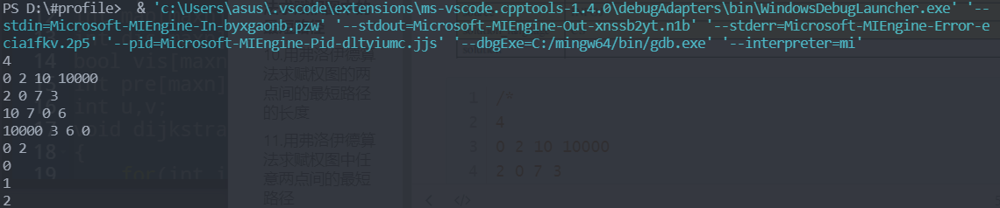 PS D:\#profile>  & 'c:\Users\asus\.vscode\extensions\ms-vscode.cpptools-1.4.0\debugAdapters\bin\WindowsDebugLauncher.exe' '--
stdin=Microsoft-MIEngine-In-byxgaonb.pzw' '--stdout=Microsoft-MIEngine-Out-xnssb2yt.n1b' '--stderr=Microsoft-MIEngine-Error-e
cia1fkv.2p5' '--pid=Microsoft-MIEngine-Pid-dltyiumc.jjs' '--dbgExe=C:/mingw64/bin/gdb.exe' '--interpreter=mi'
4
0 2 10 10000
2 0 7 3
10 7 0 6
10000 3 6 0
0 2
0
1
2
14 bool vis[maxn]
int pre[maxn]
16 int u,v;
void dijkstra
18 {
19 for(int i
10.用弗洛伊德算
法求赋权图的两
点间的最短路径
的长度
11.用弗洛伊德算
法求赋权图中任
意两点间的最短
路径
1 /*
2 4
3 0 2 10 10000
4 2 0 7 3
< </>